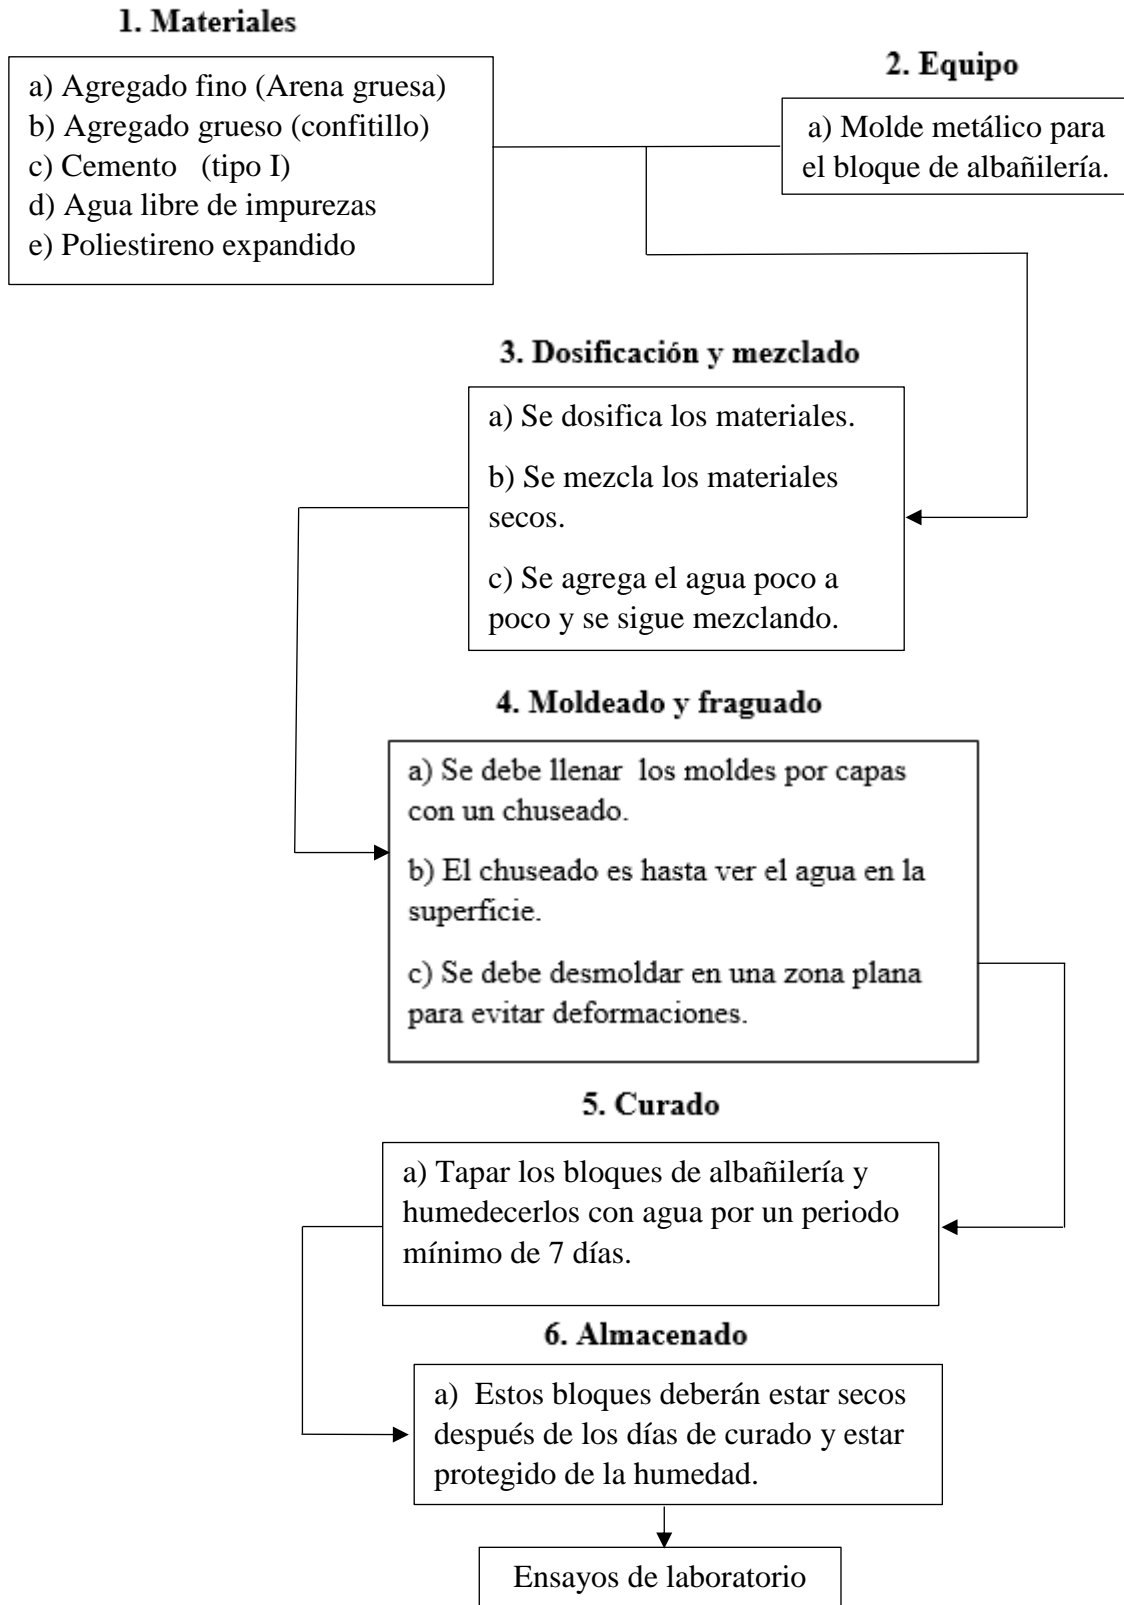 1. Materiales
a) Agregado fino (Arena gruesa)
b) Agregado grueso (confitillo)
c) Cemento (tipo I)
d) Agua libre de impurezas
e) Poliestireno expandido
2. Equipo
a) Molde metálico para
el bloque de albañilería.
3. Dosificación y mezclado
a) Se dosifica los materiales.
b) Se mezcla los materiales
secos.
c) Se agrega el agua poco a
poco y se sigue mezclando.
4. Moldeado y fraguado
a) Se debe llenar los moldes por capas
con un chuseado.
b) El chuseado es hasta ver el agua en la
superficie.
c) Se debe desmoldar en una zona plana
para evitar deformaciones.
5. Curado
a) Tapar los bloques de albañilería y
humedecerlos con agua por un periodo
mínimo de 7 días.
6. Almacenado
a) Estos bloques deberán estar secos
después de los días de curado y estar
protegido de la humedad.
Ensayos de laboratorio